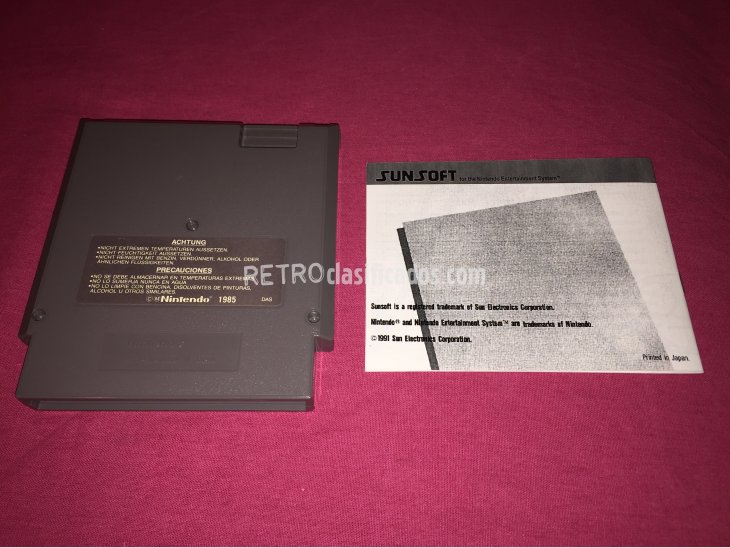 ACHTUNG
•NICHT EXTREMEN TEMPERATUREN AUSSETZEN.
•NICHT FEUCHTIGKEIT AUSSETZEN.
•NICHT REINIGEN MIT BENZIN, VERDÜNNER, ALKOHOL ODER
ÄHNLICHEN FLÜSSIGKEITEN.
PRECAUCIONES
•NO SE DEBE ALMACERNAR EN TEMPERATURAS EXTREMAS.
•NO LO SUMERJA NUNCA EN AGUA.
•NO LO LIMPIE CON BENCINA, DISOLVENTES DE PINTURAS,
ALCOHOL U OTROS SIMILARES.
Nintendo 1985 DAS
RETROclasificados.com
SUNSOFT for the Nintendo Entertainment System™
Sunsoft is a registered trademark of Sun Electronics Corporation.
Nintendo® and Nintendo Entertainment System™ are trademarks of Nintendo.
©1991 Sun Electronics Corporation.
Printed in Japan.